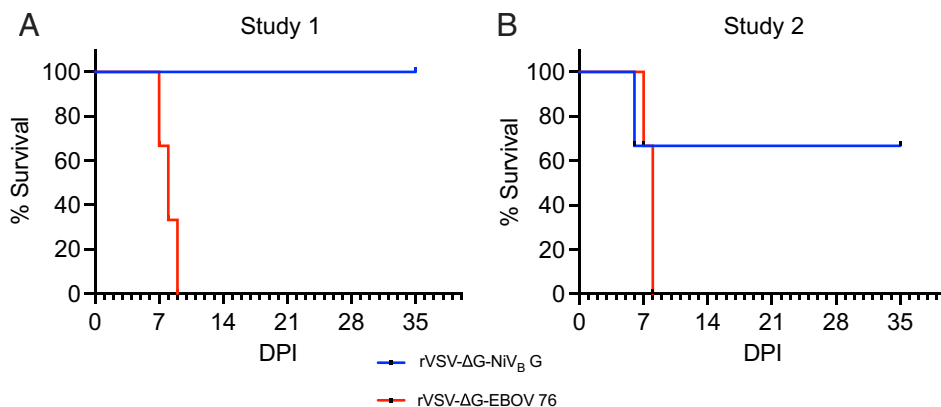 A
Study 1
B
Study 2
% Survival
100
80
60
40
20
0
0 7 14 21 28 35
DPI
% Survival
100
80
60
40
20
0
0 7 14 21 28 35
DPI
rVSV-ΔG-NiV_B G
rVSV-ΔG-EBOV 76